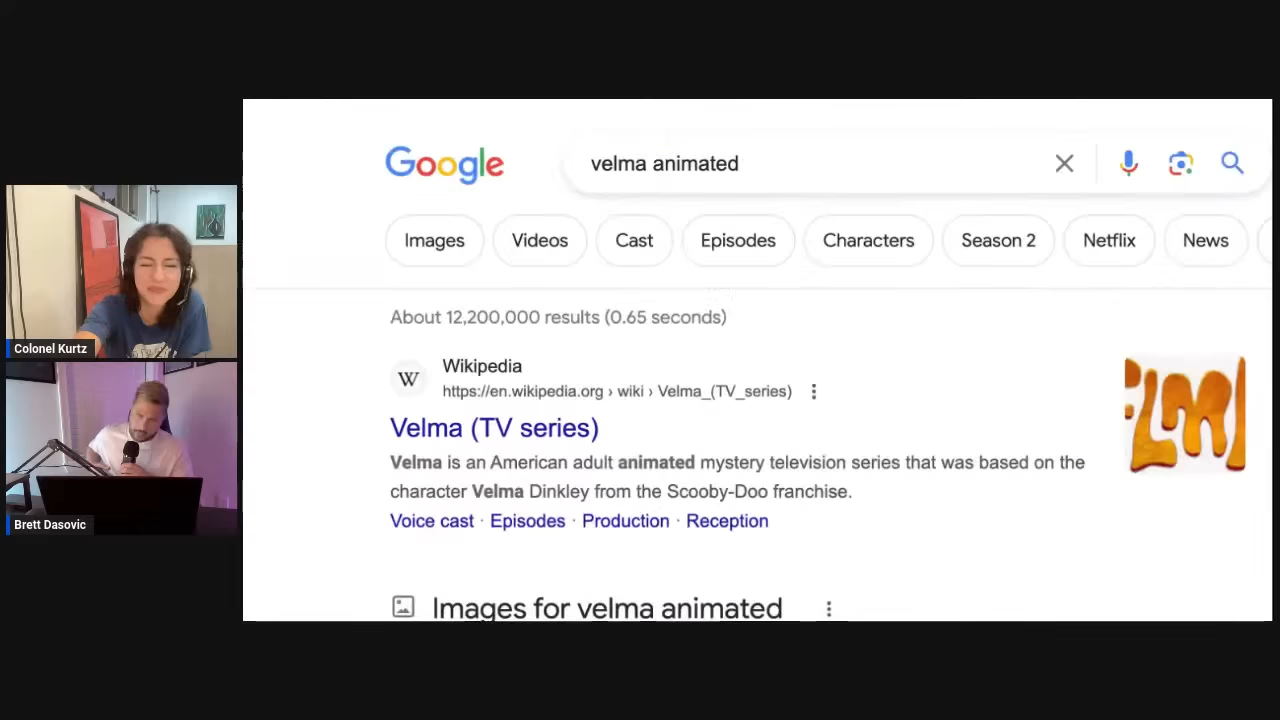 Google
velma animated
Images
Videos
Cast
Episodes
Characters
Season 2
Netflix
News
About 12,200,000 results (0.65 seconds)
W
Wikipedia
https://en.wikipedia.org › wiki › Velma_(TV_series)
Velma (TV series)
Velma is an American adult animated mystery television series that was based on the
character Velma Dinkley from the Scooby-Doo franchise.
Voice cast · Episodes · Production · Reception
Images for velma animated
Colonel Kurtz
Brett Dasovic